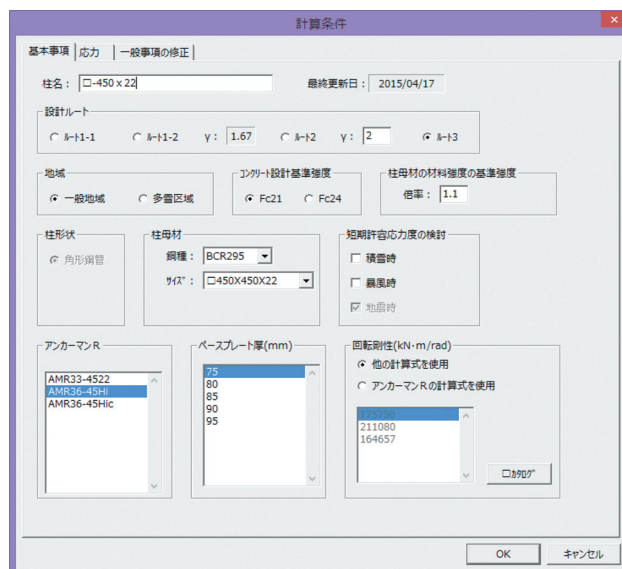 計算条件
基本事項 応力 一般事項の修正
柱名： □-450×22 最終更新日： 2015/04/17
設計ルート
ﾙｰﾄ1-1 ﾙｰﾄ1-2 γ： 1.67 ﾙｰﾄ2 γ： 2 ﾙｰﾄ3
地域 ｺﾝｸﾘｰﾄ設計基準強度 柱母材の材料強度の基準強度
一般地域 多雪区域 Fc21 Fc24 倍率： 1.1
柱形状 柱母材 短期許容応力度の検討
角形鋼管 鋼種： BCR295 積雪時
ｻｲｽﾞ： □450X450X22 暴風時
地震時
アンカーマンR ベースプレート厚(mm) 回転剛性(kN･m/rad)
他の計算式を使用
アンカーマンRの計算式を使用
AMR33-4522 75
AMR36-45Hi 80
AMR36-45Hic 85
90
95
175750
211080
164657
□ｶﾀﾛｸﾞ
OK キャンセル